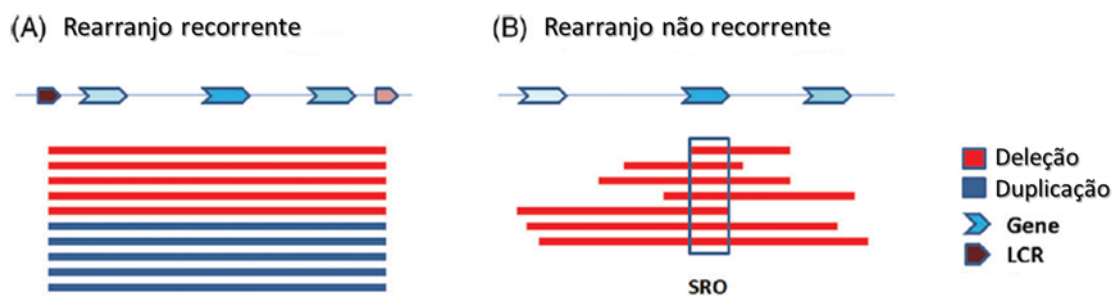 (A) Rearranjo recorrente
(B) Rearranjo não recorrente
Deleção
Duplicação
Gene
LCR
SRO